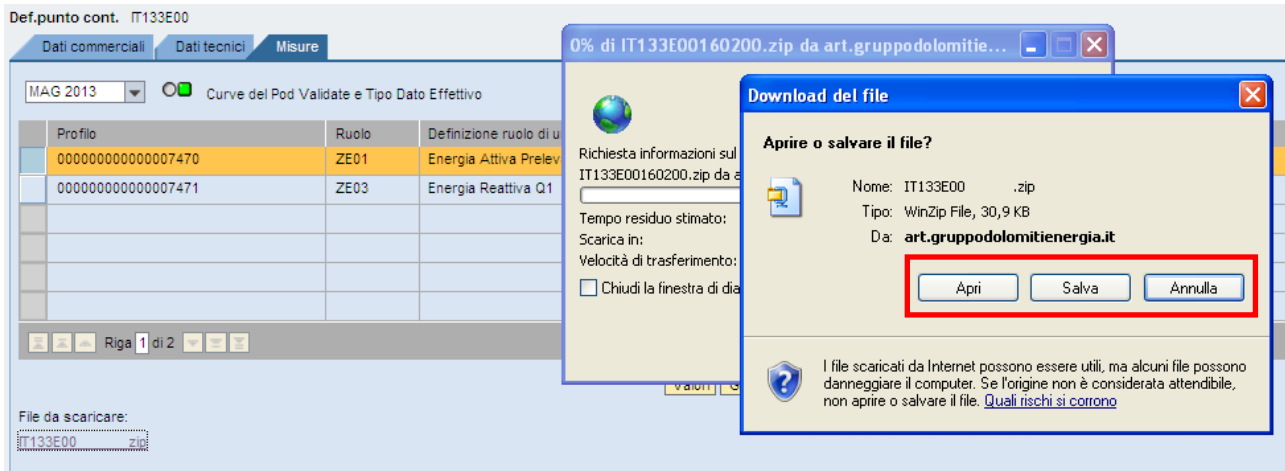 Def.punto cont. IT133E00
Dati commerciali Dati tecnici Misure
MAG 2013 Curve del Pod Validate e Tipo Dato Effettivo
Profilo Ruolo Definizione ruolo di
000000000000007470 ZE01 Energia Attiva
000000000000007471 ZE03 Energia Reattiva Q1
Riga 1 di 2
Valori
File da scaricare:
IT133E00 zip
0% di IT133E00160200.zip da art.gruppodolomitie...
Richiesta informazioni sul
IT133E00160200.zip da
Tempo residuo stimato:
Scarica in:
Velocità di trasferimento:
Chiudi la finestra di
Download del file
Aprire o salvare il file?
Nome: IT133E00 .zip
Tipo: WinZip File, 30,9 KB
Da: art.gruppodolomitienergia.it
Apri Salva Annulla
I file scaricati da Internet possono essere utili, ma alcuni file possono
danneggiare il computer. Se l'origine non è considerata attendibile,
non aprire o salvare il file. Quali rischi si corrono